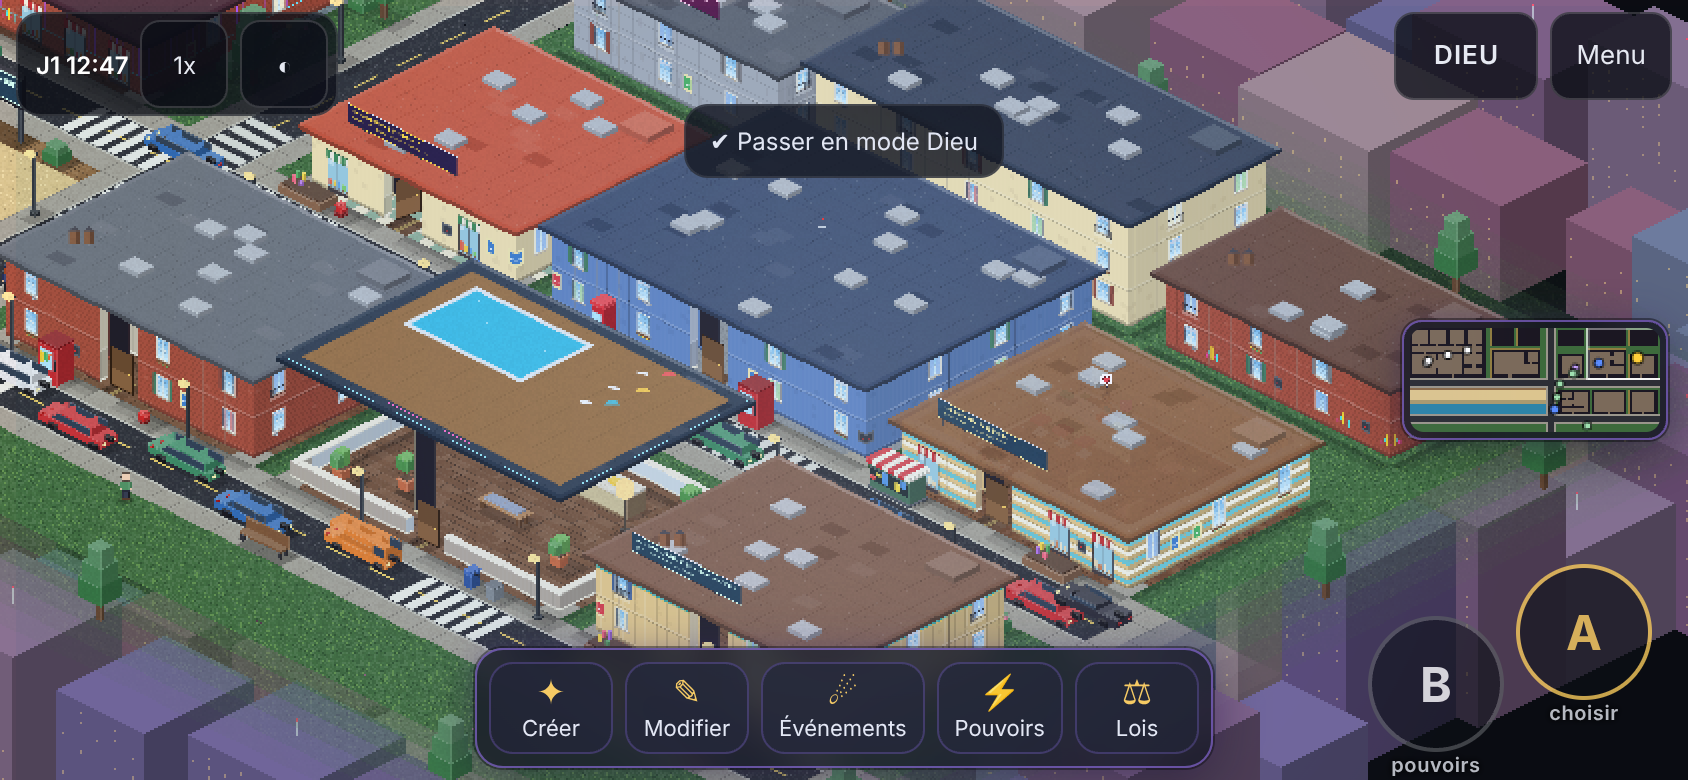 J1 12:47
1x
DIEU
Menu
✔ Passer en mode Dieu
Créer
Modifier
Événements
Pouvoirs
Lois
B
pouvoirs
A
choisir